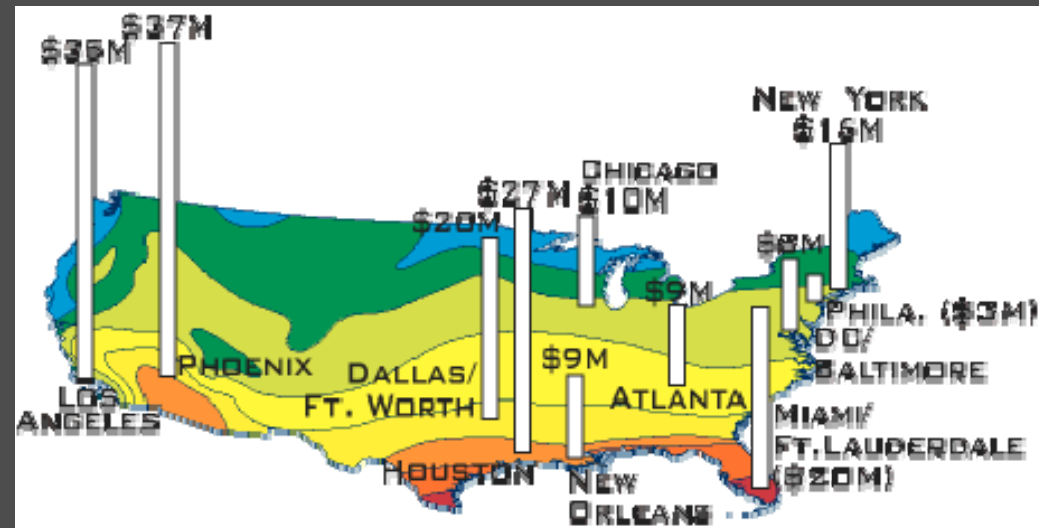 $37M
$35M
NEW YORK
$16M
CHICAGO
$10M
$27M
$20M
$8M
$9M
PHILA. ($3M)
DC/
BALTIMORE
PHOENIX
$9M
DALLAS/
FT. WORTH
ATLANTA
LOS
ANGELES
MIAMI/
FT.LAUDERDALE
($20M)
HOUSTON
NEW
ORLEANS